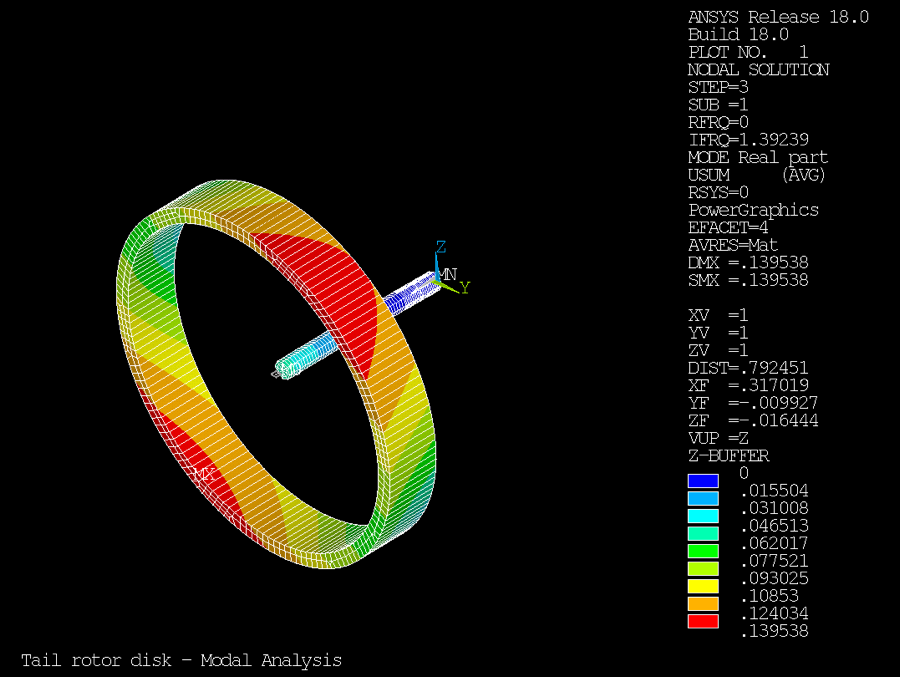 ANSYS Release 18.0
Build 18.0
PLOT NO.   1
NODAL SOLUTION
STEP=3
SUB =1
RFRQ=0
IFRQ=1.39239
MODE Real part
USUM     (AVG)
RSYS=0
PowerGraphics
EFACET=4
AVRES=Mat
DMX =.139538
SMX =.139538
XV  =1
YV  =1
ZV  =1
DIST=.792451
XF  =.317019
YF  =-.009927
ZF  =-.016444
VUP =Z
Z-BUFFER
0
.015504
.031008
.046513
.062017
.077521
.093025
.10853
.124034
.139538
Z
MN
Y
MX
Tail rotor disk - Modal Analysis